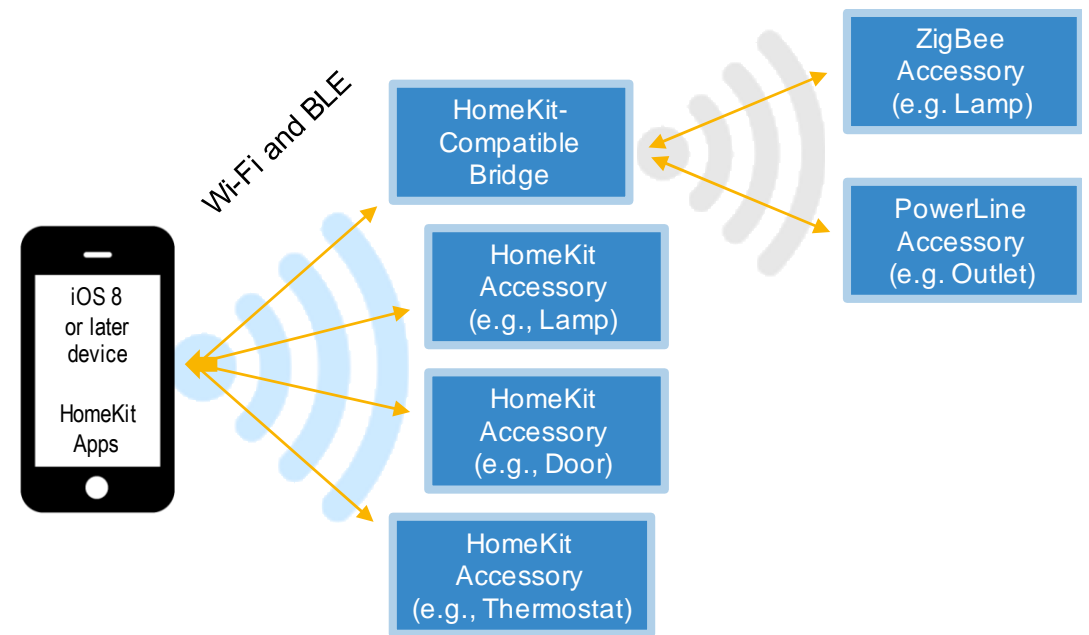 Wi-Fi and BLE
iOS 8
or later
device
HomeKit
Apps
HomeKit-
Compatible
Bridge
HomeKit
Accessory
(e.g., Lamp)
HomeKit
Accessory
(e.g., Door)
HomeKit
Accessory
(e.g., Thermostat)
ZigBee
Accessory
(e.g. Lamp)
PowerLine
Accessory
(e.g. Outlet)